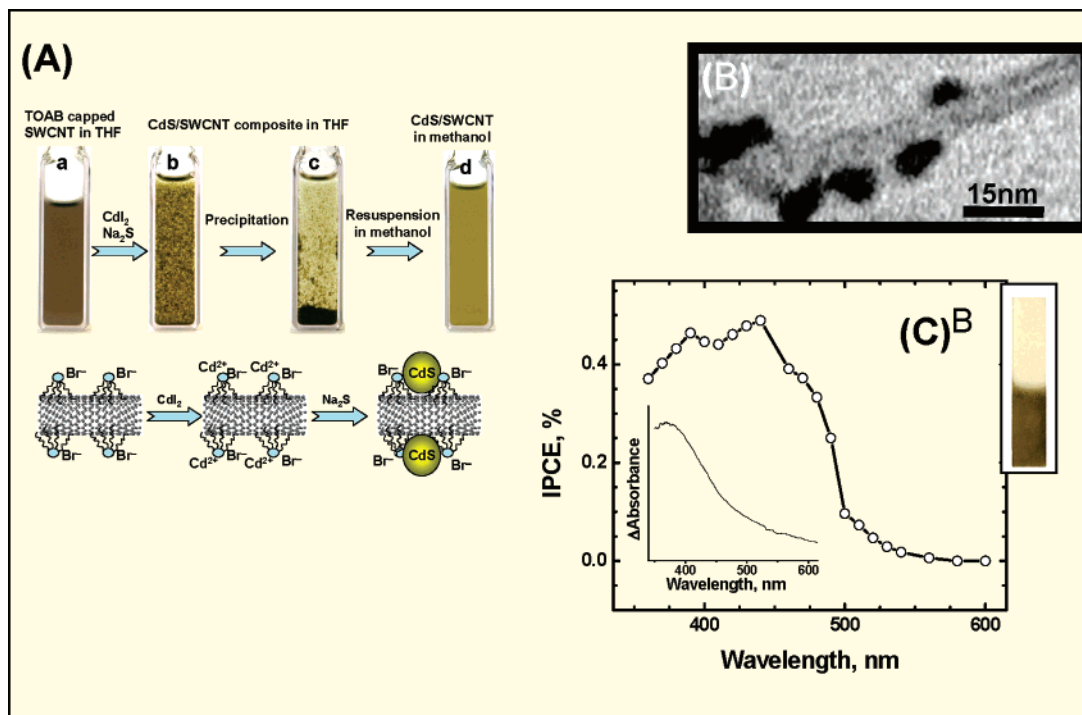 (A)
TOAB capped
SWCNT in THF
CdS/SWCNT composite in THF
CdS/SWCNT
in methanol
a
b
c
d
CdI₂
Na₂S
Precipitation
Resuspension
in methanol
Br⁻ Br⁻
CdI₂
Br⁻ Br⁻
Cd²⁺ Br⁻ Cd²⁺ Br⁻
Na₂S
Cd²⁺ Br⁻ Cd²⁺ Br⁻
Br⁻ CdS Br⁻
Br⁻ CdS Br⁻
(B)
15nm
(C)B
IPCE, %
0.4
0.2
0.0
400 500 600
Wavelength, nm
ΔAbsorbance
400 500 600
Wavelength, nm